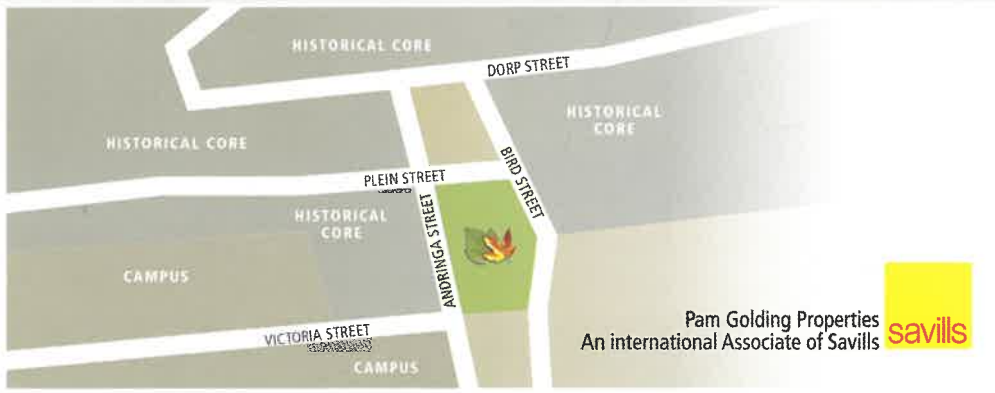 HISTORICAL CORE
DORP STREET
HISTORICAL
CORE
HISTORICAL CORE
BIRD STREET
PLEIN STREET
ANDRINGA STREET
HISTORICAL
CORE
CAMPUS
VICTORIA STREET
CAMPUS
Pam Golding Properties
An international Associate of Savills
savills